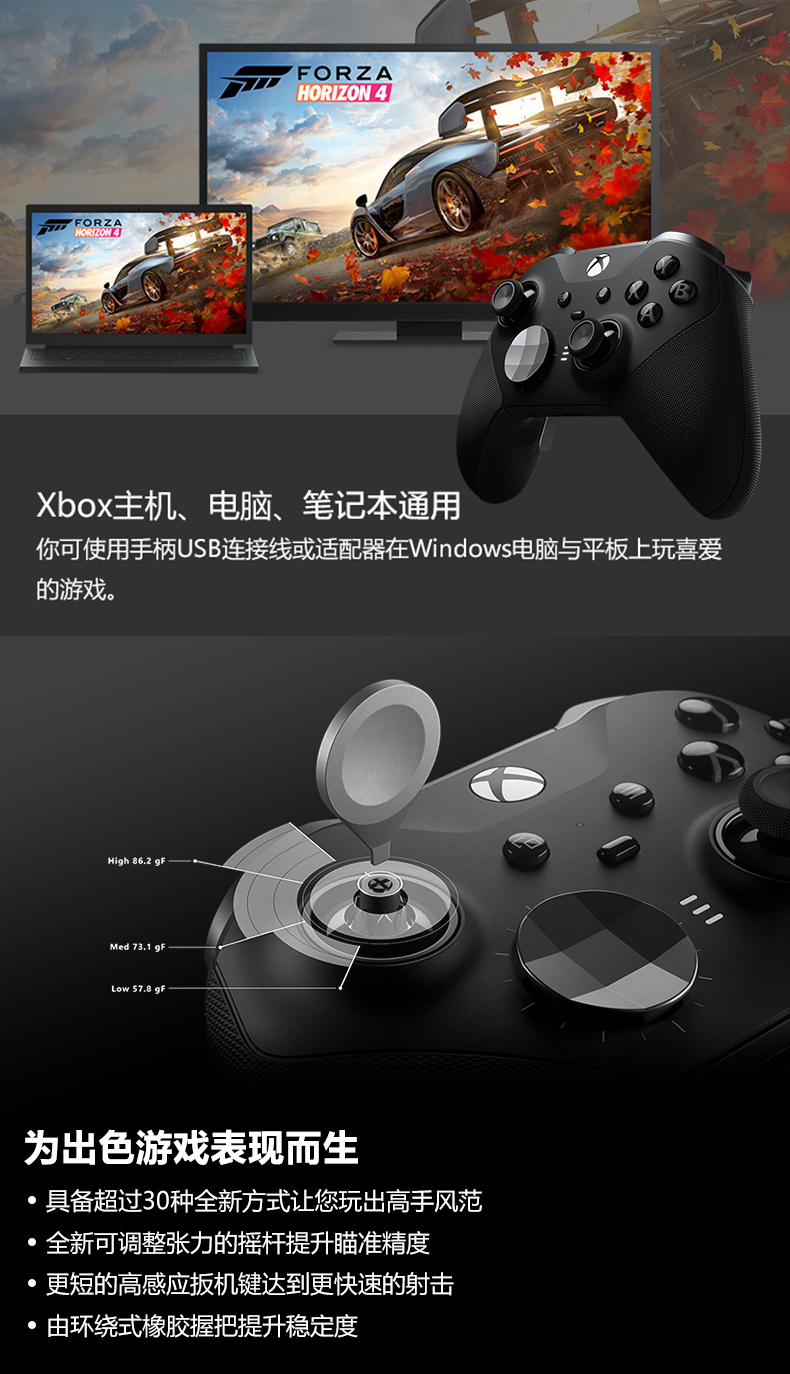 FORZA
HORIZON 4
FORZA
HORIZON 4
X
Y
B
A
Xbox主机、电脑、笔记本通用
你可使用手柄USB连接线或适配器在Windows电脑与平板上玩喜爱
的游戏。
High 86.2 gF
Med 73.1 gF
Low 57.8 gF
为出色游戏表现而生
• 具备超过30种全新方式让您玩出高手风范
• 全新可调整张力的摇杆提升瞄准精度
• 更短的高感应扳机键达到更快速的射击
• 由环绕式橡胶握把提升稳定度